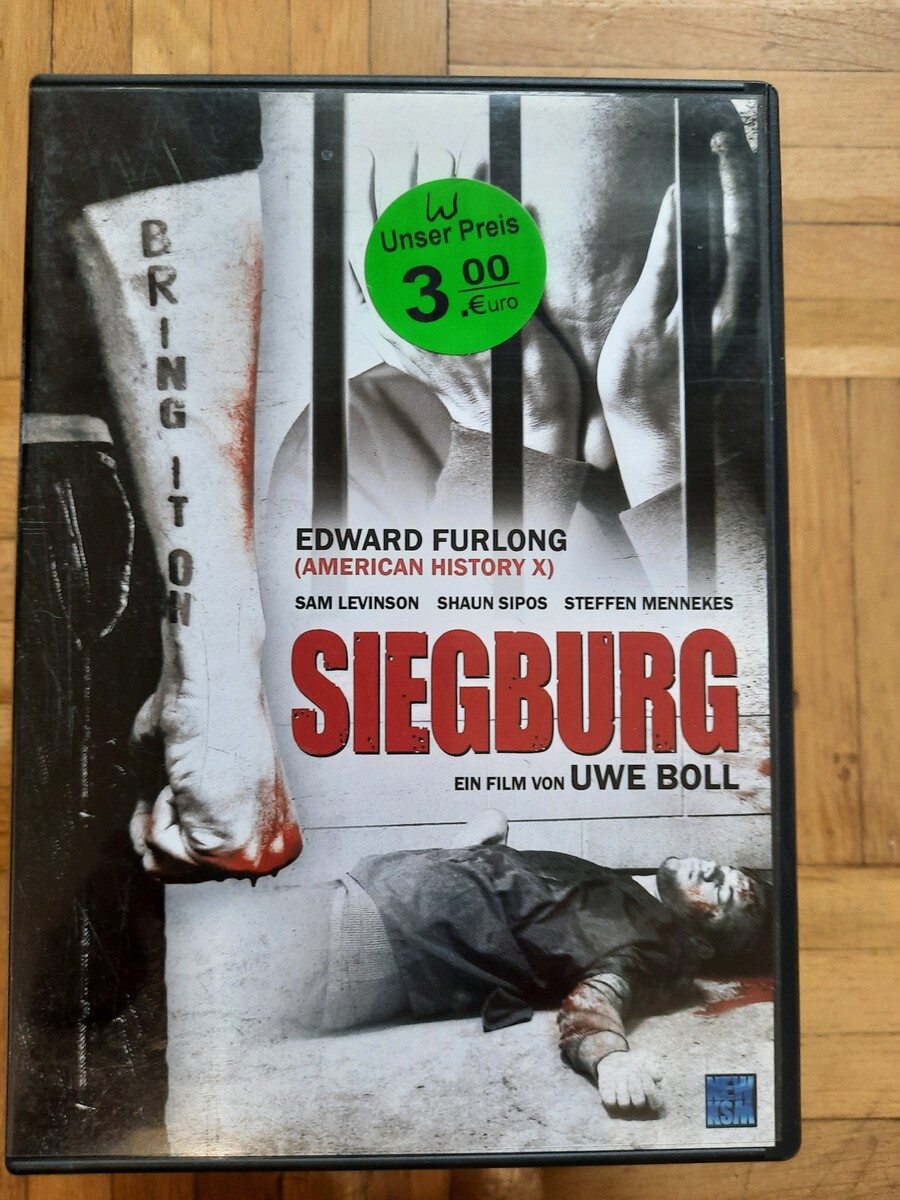 W
Unser Preis
3.00
€uro
BRING IT ON
EDWARD FURLONG
(AMERICAN HISTORY X)
SAM LEVINSON SHAUN SIPOS STEFFEN MENNEKES
SIEGBURG
EIN FILM VON UWE BOLL
NEW
KSM